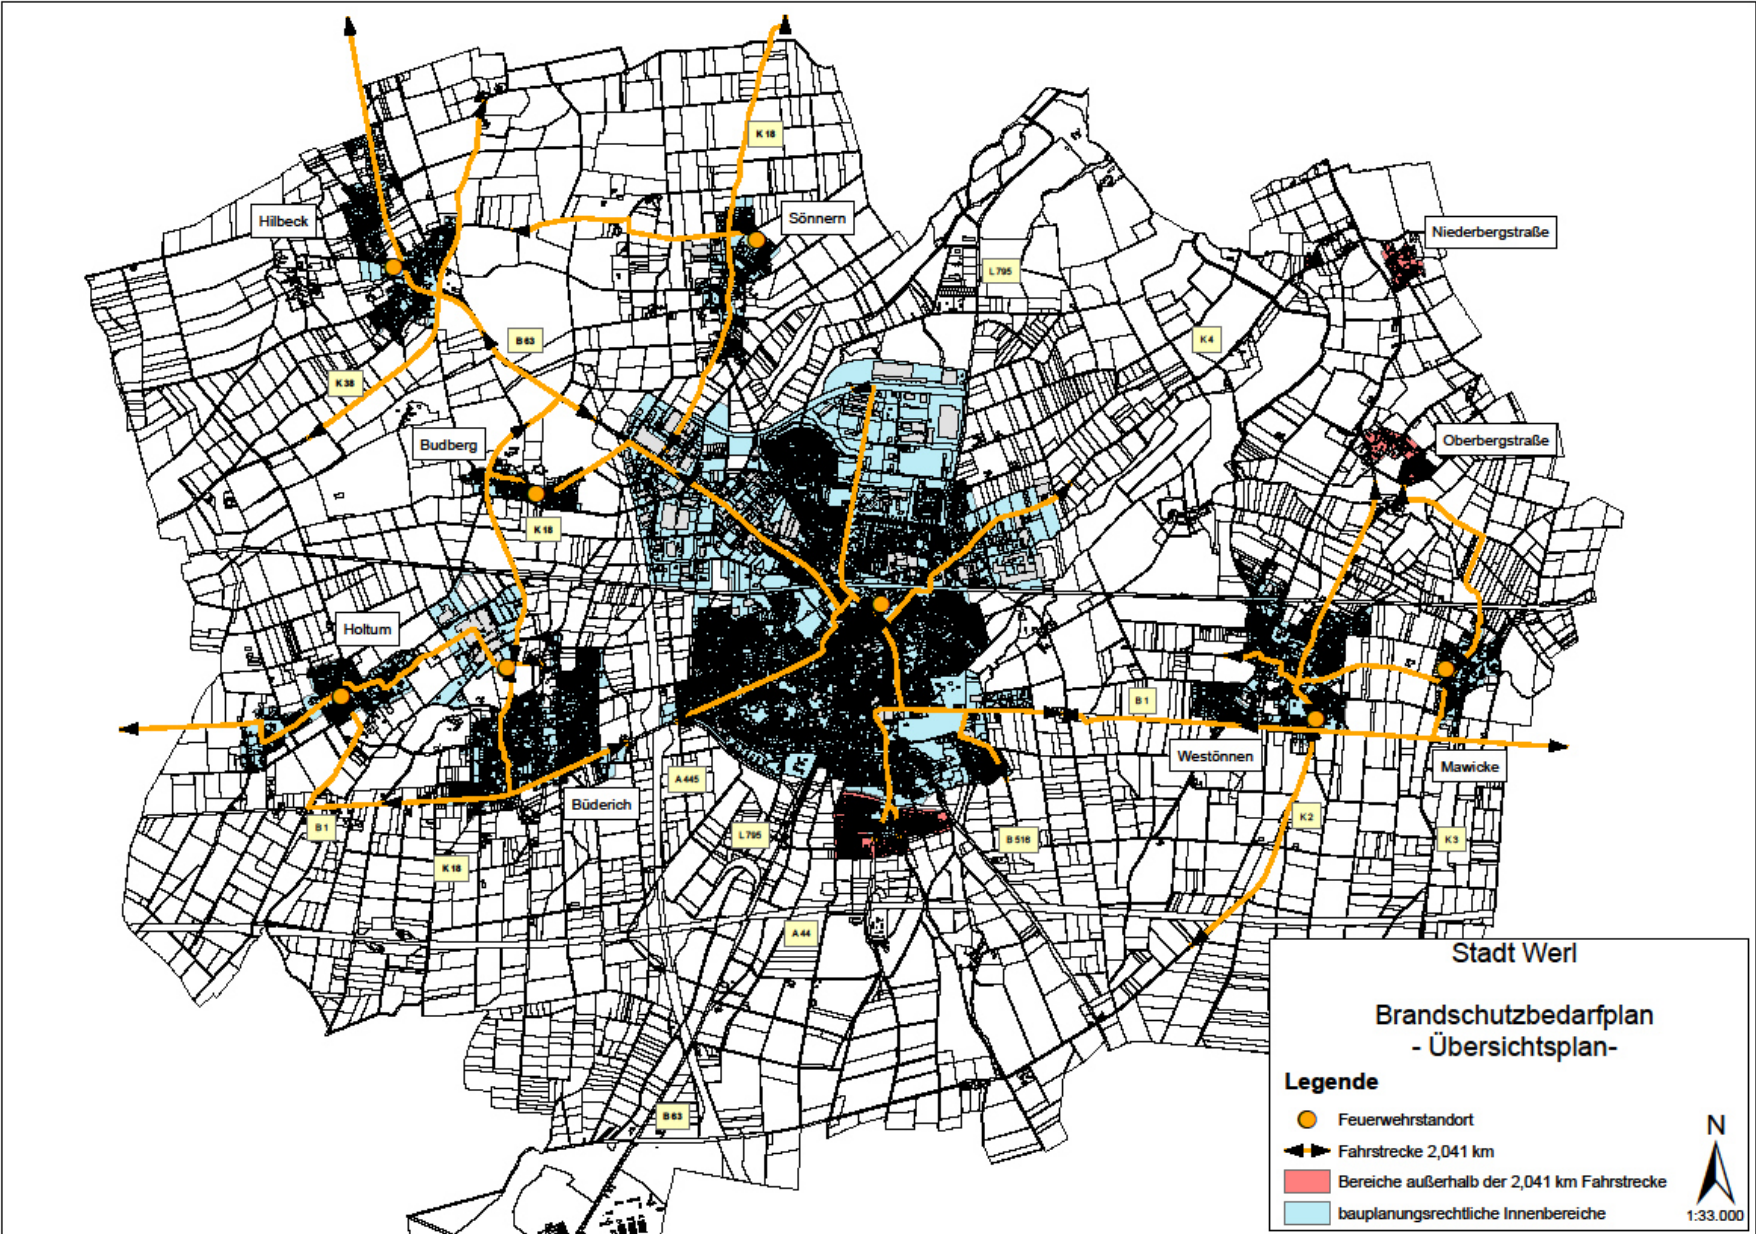 K 18
Hilbeck
Sönnern
Niederbergstraße
L 795
B 63
K 4
K 38
Budberg
Oberbergstraße
K 18
Holtum
B 1
Westönnen
Mawicke
A 445
Büderich
B 1
L 795
B 516
K 2
K 3
K 18
A 44
B 63
Stadt Werl
Brandschutzbedarfplan
- Übersichtsplan-
Legende
Feuerwehrstandort
Fahrstrecke 2,041 km
Bereiche außerhalb der 2,041 km Fahrstrecke
bauplanungsrechtliche Innenbereiche
N
1:33.000